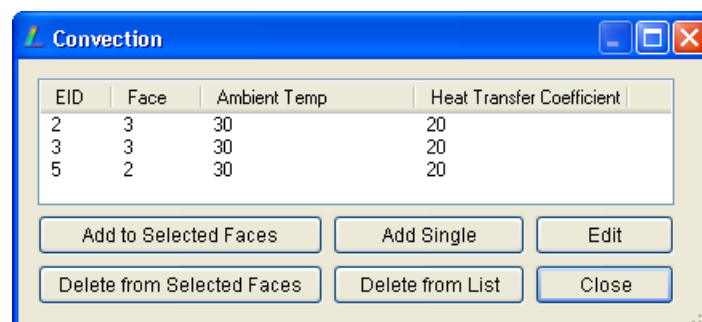 Convection
EID Face Ambient Temp Heat Transfer Coefficient
2 3 30 20
3 3 30 20
5 2 30 20
Add to Selected Faces Add Single Edit
Delete from Selected Faces Delete from List Close